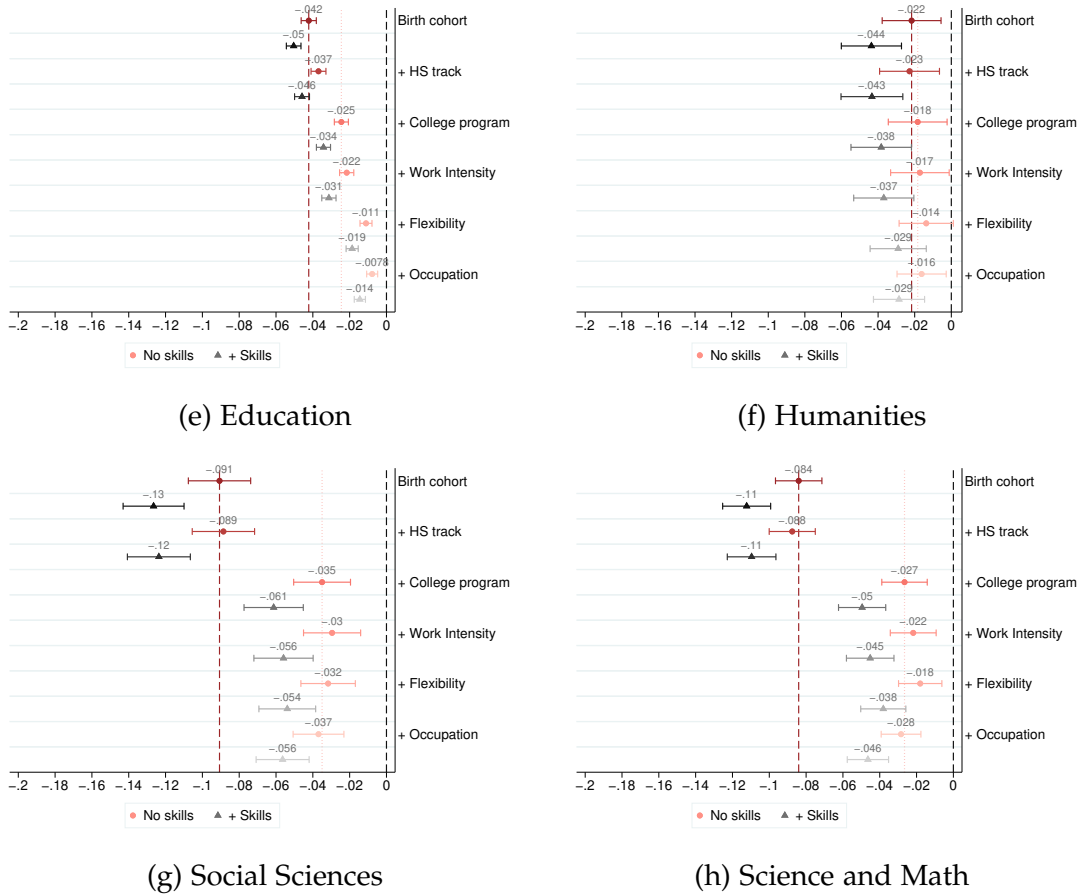 -.042
Birth cohort
-.05
-.037
+ HS track
-.046
-.025
+ College program
-.034
-.022
+ Work Intensity
-.031
-.011
+ Flexibility
-.019
-.0078
+ Occupation
-.014
-.2 -.18 -.16 -.14 -.12 -.1 -.08 -.06 -.04 -.02 0
No skills + Skills
(e) Education
-.022
Birth cohort
-.044
-.023
+ HS track
-.043
-.018
+ College program
-.038
-.017
+ Work Intensity
-.037
-.014
+ Flexibility
-.029
-.016
+ Occupation
-.029
-.2 -.18 -.16 -.14 -.12 -.1 -.08 -.06 -.04 -.02 0
No skills + Skills
(f) Humanities
-.091
Birth cohort
-.13
-.089
+ HS track
-.12
-.035
+ College program
-.061
-.03
+ Work Intensity
-.056
-.032
+ Flexibility
-.054
-.037
+ Occupation
-.056
-.2 -.18 -.16 -.14 -.12 -.1 -.08 -.06 -.04 -.02 0
No skills + Skills
(g) Social Sciences
-.084
Birth cohort
-.11
-.088
+ HS track
-.11
-.027
+ College program
-.05
-.022
+ Work Intensity
-.045
-.018
+ Flexibility
-.038
-.028
+ Occupation
-.046
-.2 -.18 -.16 -.14 -.12 -.1 -.08 -.06 -.04 -.02 0
No skills + Skills
(h) Science and Math